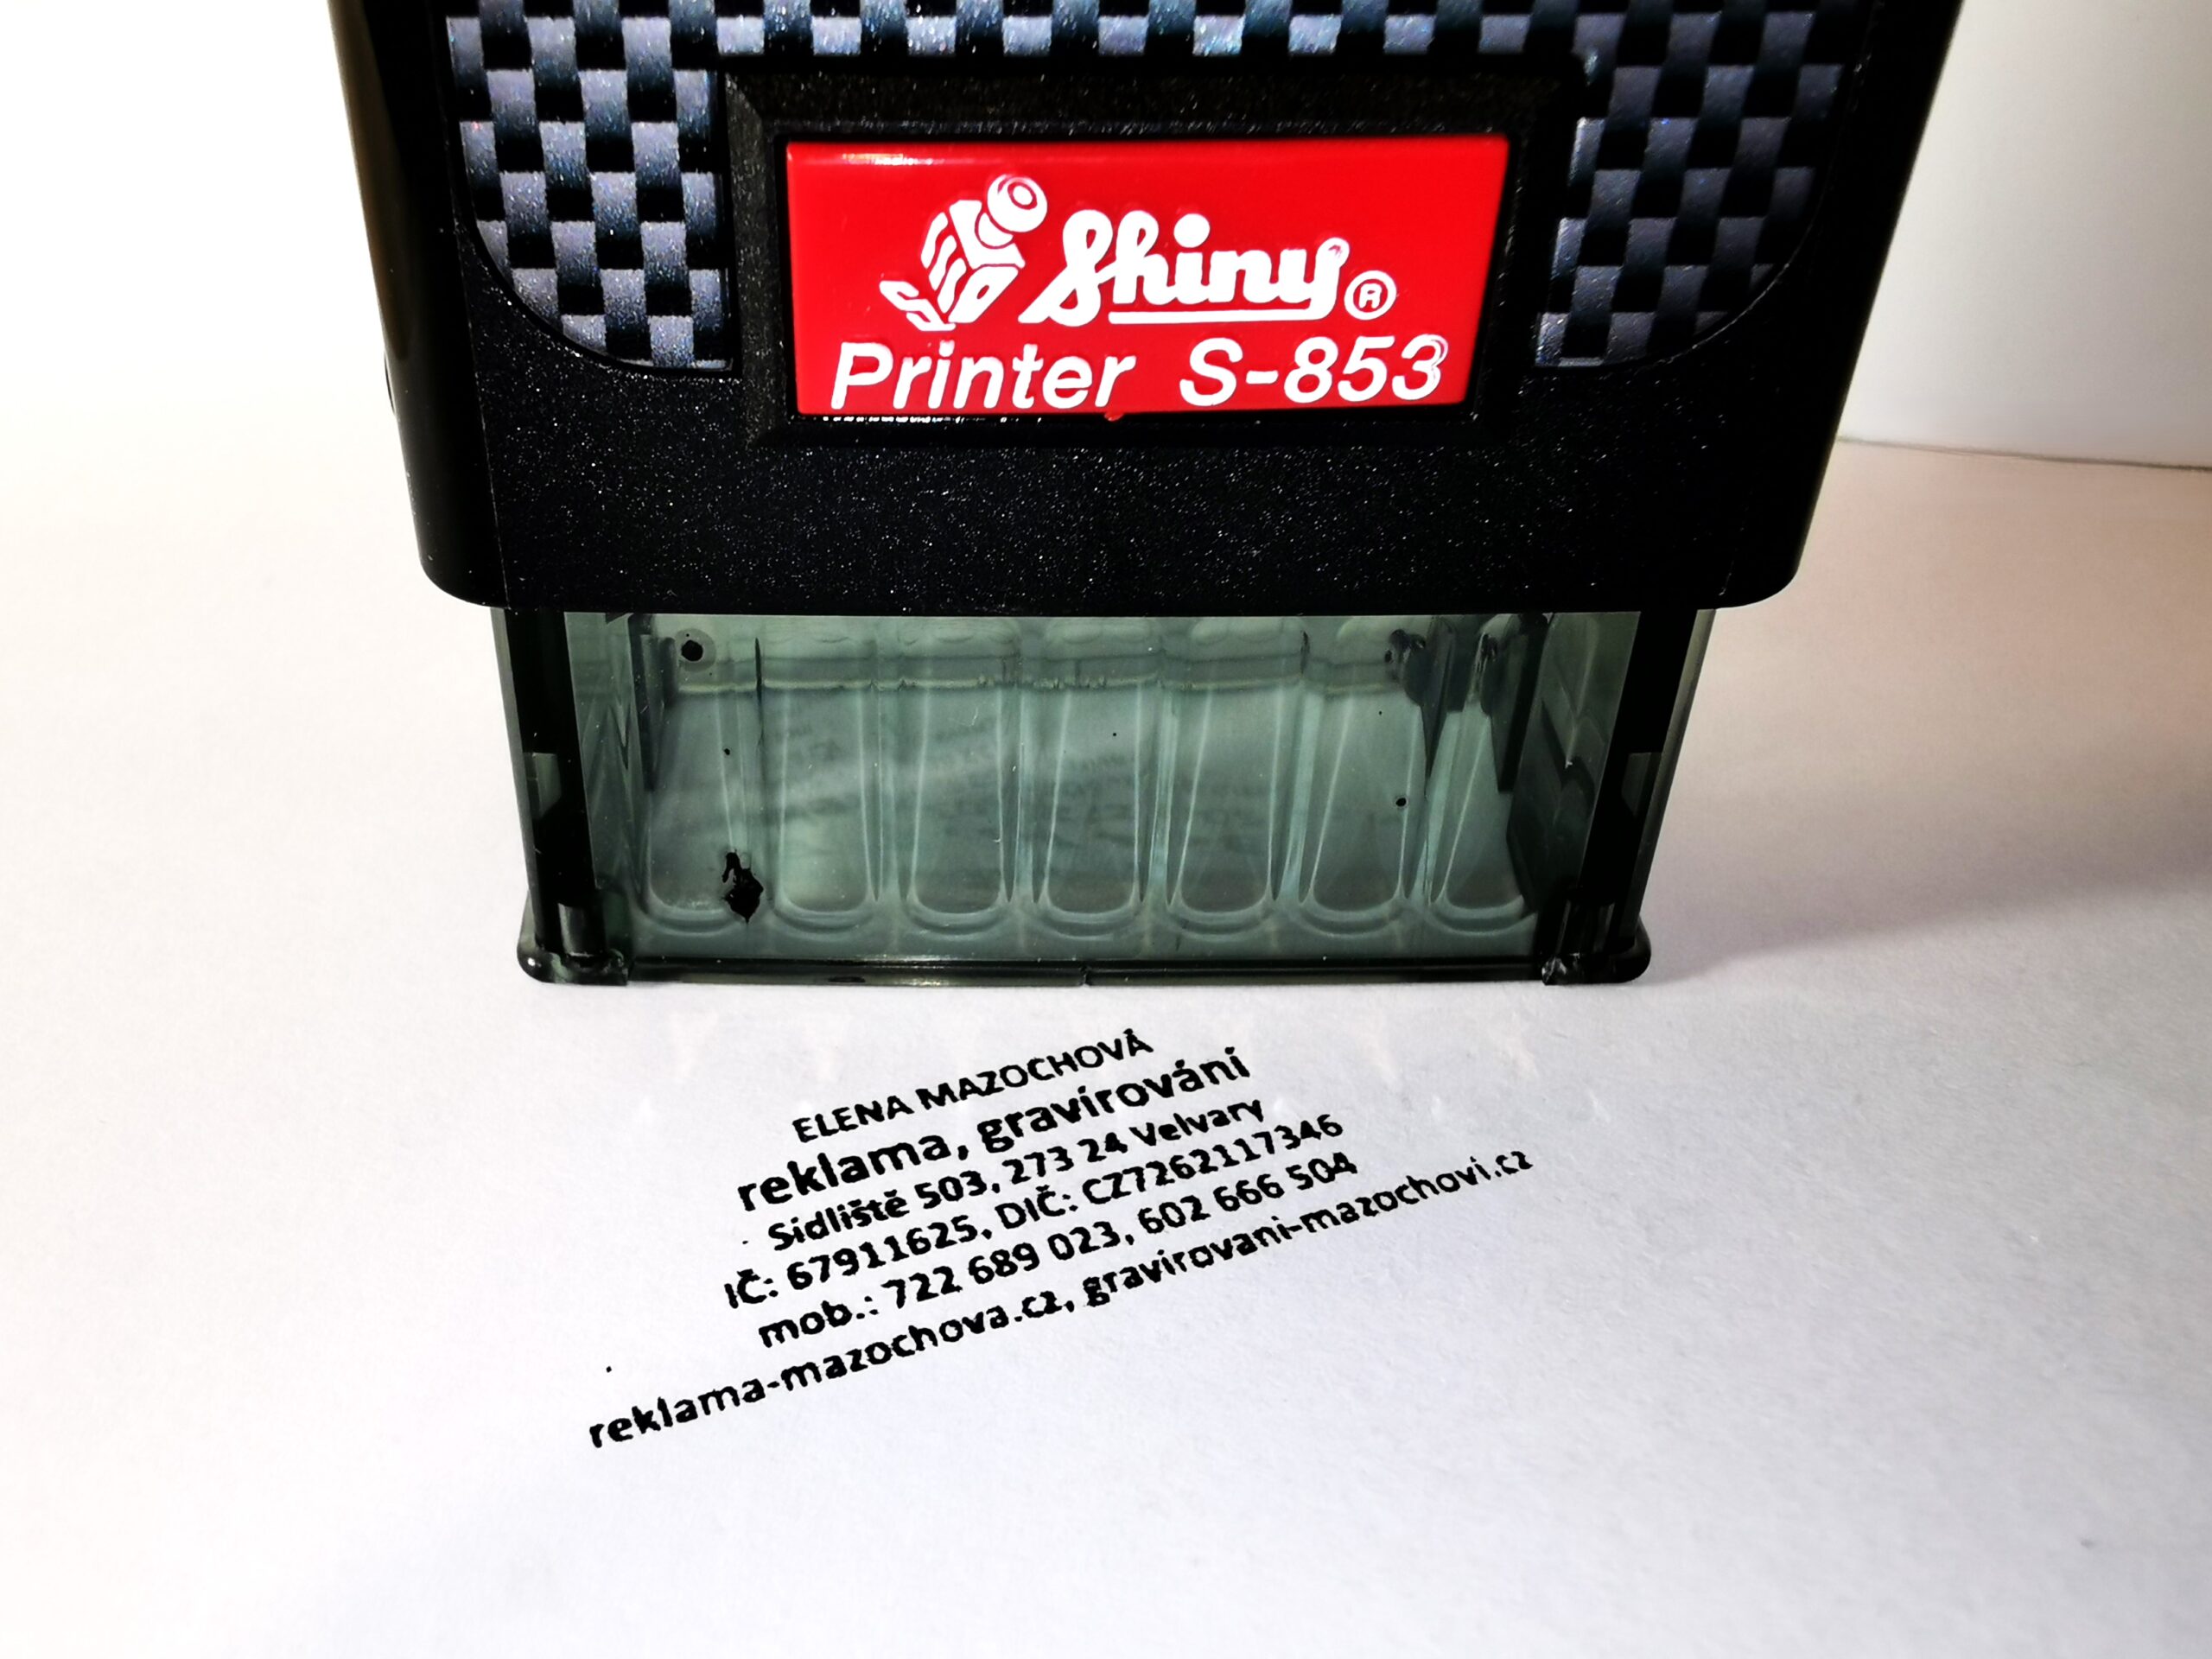 Shiny®
Printer S-853
ELENA MAZOCHOVÁ
reklama, gravírování
Sídliště 503, 273 24 Velvary
IČ: 67911625, DIČ: CZ7262117346
mob.: 722 689 023, 602 666 504
reklama-mazochova.cz, gravirovani-mazochovi.cz